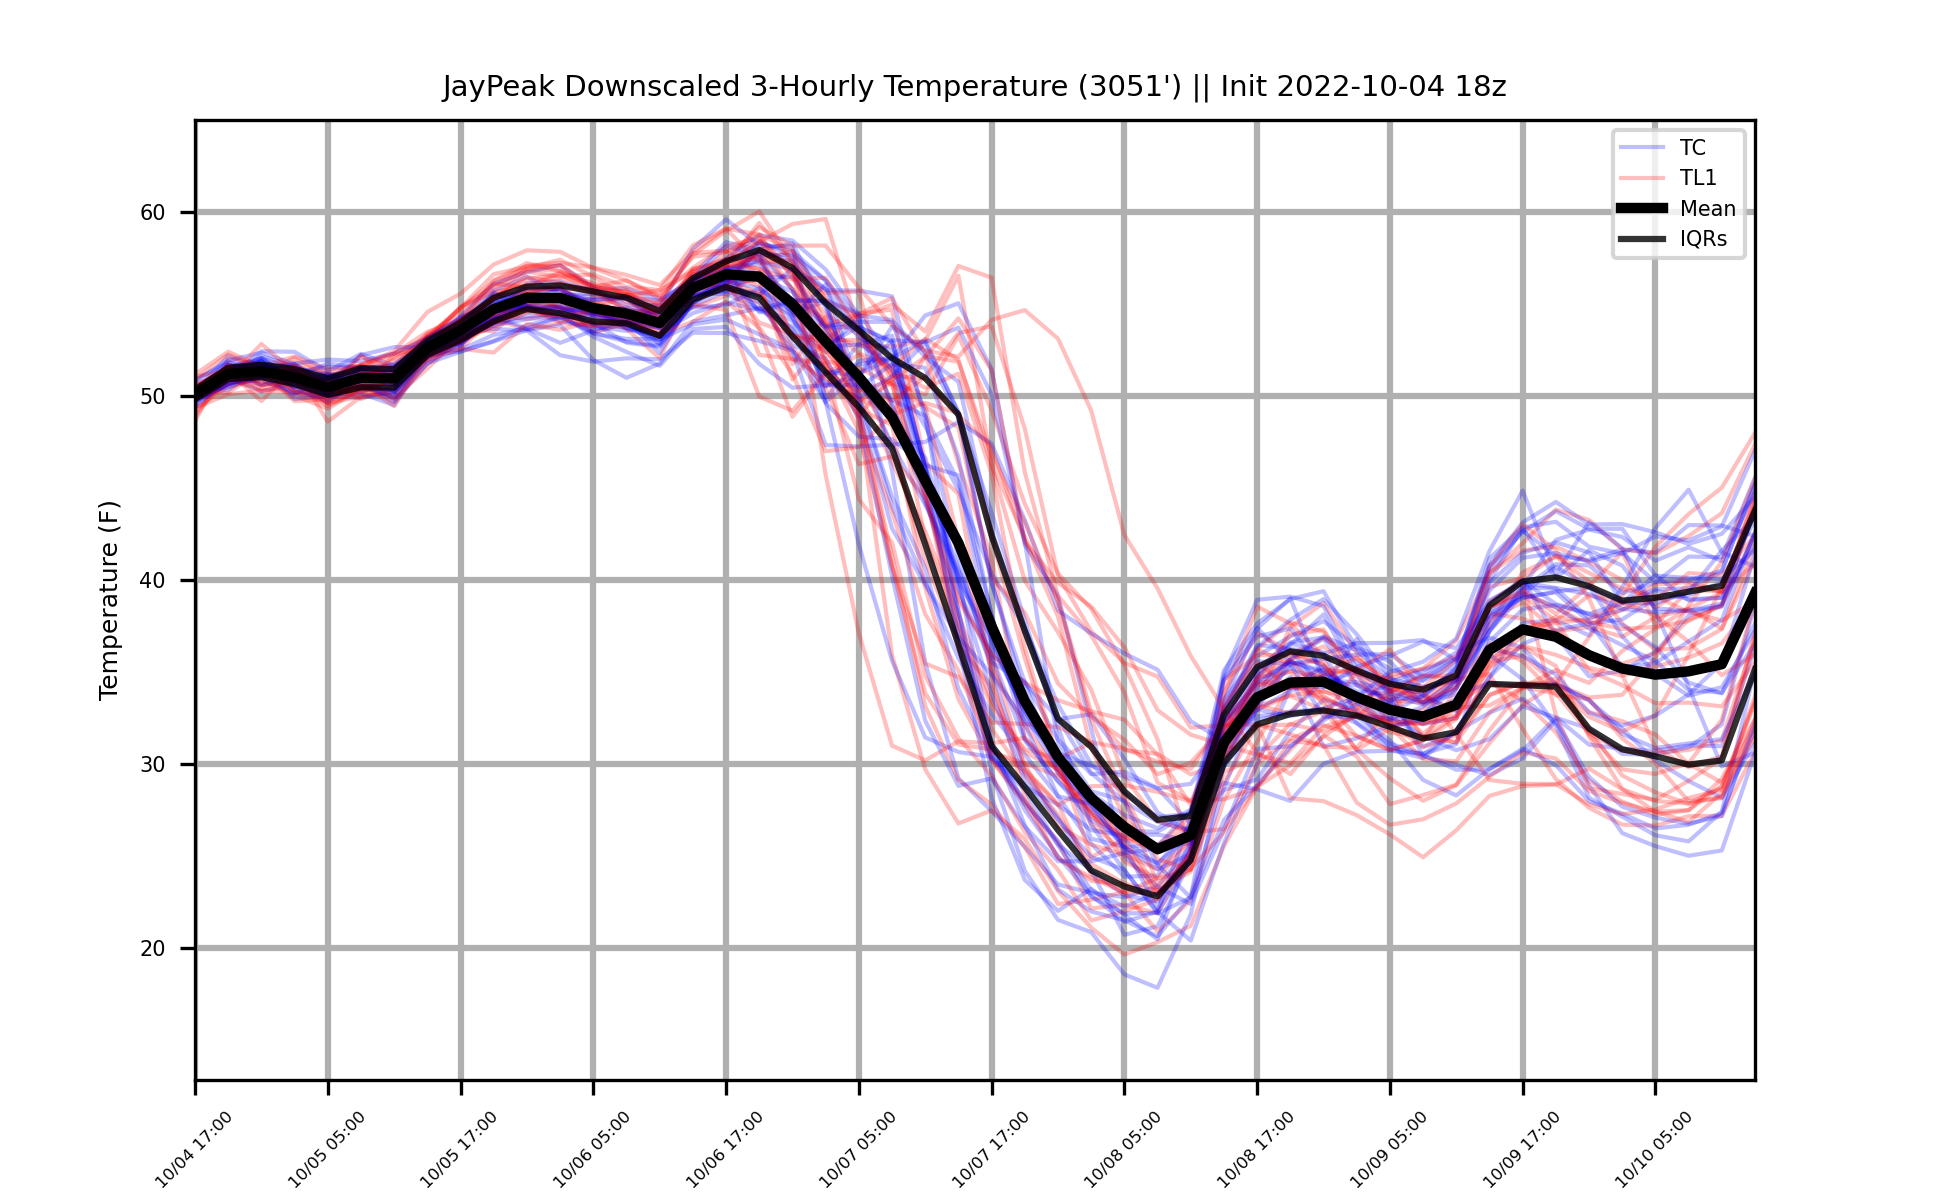 JayPeak Downscaled 3-Hourly Temperature (3051') || Init 2022-10-04 18z
TC
TL1
Mean
IQRs
Temperature (F)
60
50
40
30
20
10/04 17:00
10/05 05:00
10/05 17:00
10/06 05:00
10/06 17:00
10/07 05:00
10/07 17:00
10/08 05:00
10/08 17:00
10/09 05:00
10/09 17:00
10/10 05:00